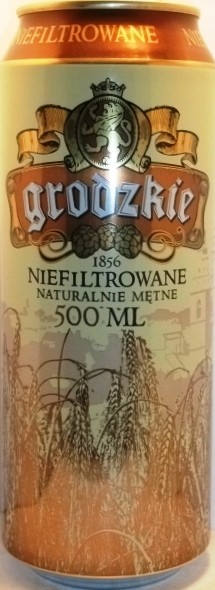 NIEFILTROWANE
grodzkie
1856
NIEFILTROWANE
NATURALNIE MĘTNE
500 ML